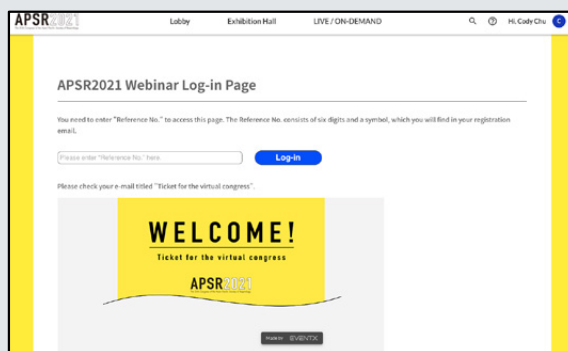 APSR2021
Lobby Exhibition Hall LIVE / ON-DEMAND Hi, Cody Chu C
APSR2021 Webinar Log-in Page
You need to enter "Reference No." to access this page. The Reference No. consists of six digits and a symbol, which you will find in your registration
email.
Please enter "Reference No." here. Log-in
Please check your e-mail titled "Ticket for the virtual congress".
WELCOME!
Ticket for the virtual congress
APSR2021
Made by EVENTX